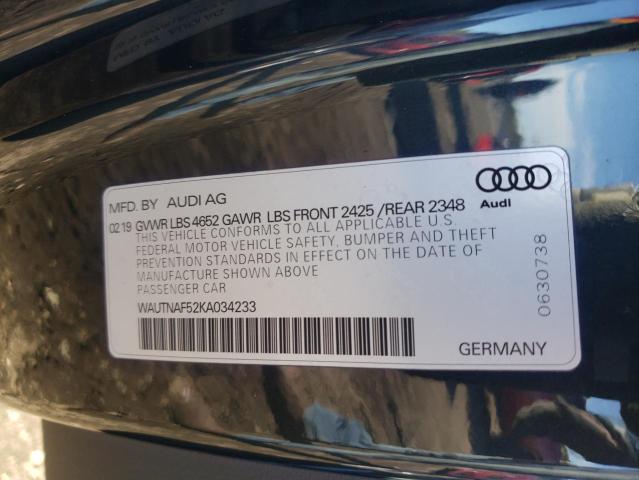 MFD. BY AUDI AG
02 19 GVWR LBS 4652 GAWR LBS FRONT 2425 /REAR 2348
THIS VEHICLE CONFORMS TO ALL APPLICABLE U.S.
FEDERAL MOTOR VEHICLE SAFETY, BUMPER AND THEFT
PREVENTION STANDARDS IN EFFECT ON THE DATE OF
MANUFACTURE SHOWN ABOVE
PASSENGER CAR
WAUTNAF52KA034233
Audi
0630738
GERMANY